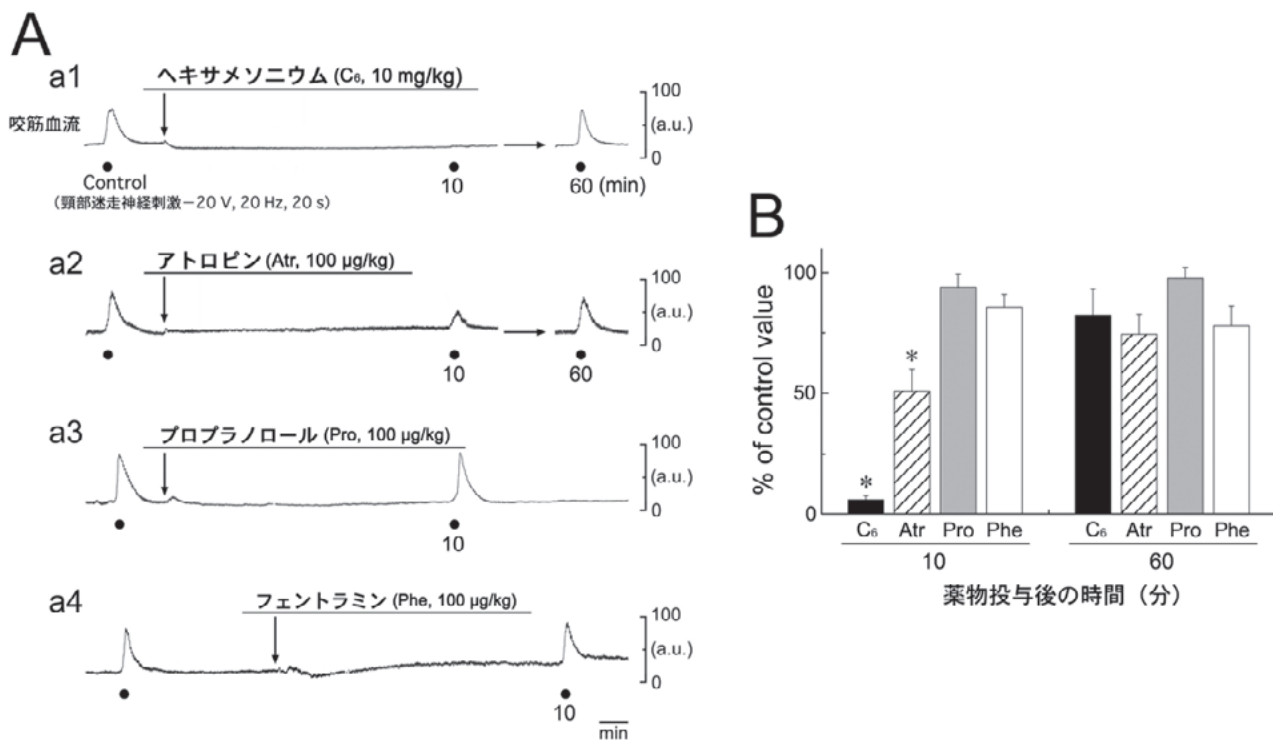 A
a1
ヘキサメソニウム (C₆, 10 mg/kg)
咬筋血流
100
(a.u.)
0
Control
10
60 (min)
(頸部迷走神経刺激－20 V, 20 Hz, 20 s)
a2
アトロピン (Atr, 100 μg/kg)
100
(a.u.)
0
10
60
a3
プロプラノロール (Pro, 100 μg/kg)
100
(a.u.)
0
10
a4
フェントラミン (Phe, 100 μg/kg)
100
(a.u.)
0
10
min
B
% of control value
100
50
0
*
*
C₆ Atr Pro Phe
C₆ Atr Pro Phe
10
60
薬物投与後の時間（分）